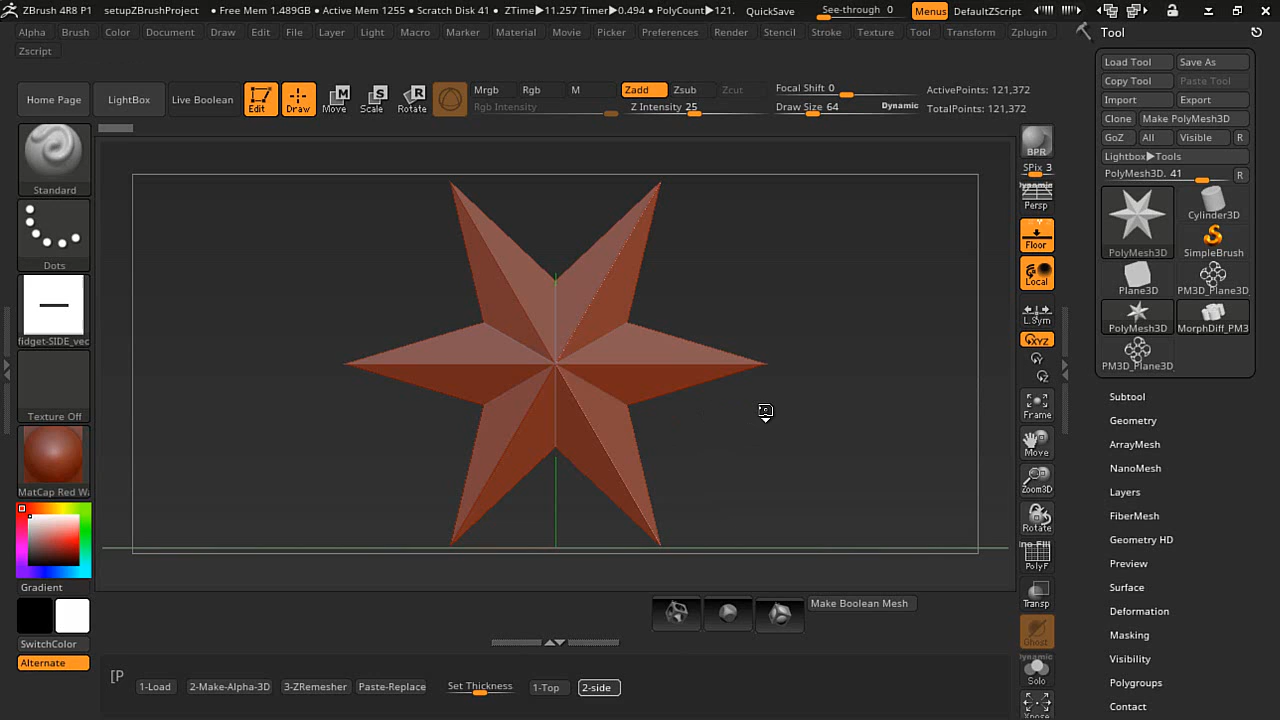 ZBrush 4R8 P1 setupZBrushProject • Free Mem 1.489GB • Active Mem 1255 • Scratch Disk 41 • ZTime▶11.257 Timer▶0.494 • PolyCount▶121. QuickSave See-through 0 Menus DefaultZScript
Alpha Brush Color Document Draw Edit File Layer Light Macro Marker Material Movie Picker Preferences Render Stencil Stroke Texture Tool Transform Zplugin
Zscript
Tool
Load Tool Save As
Copy Tool Paste Tool
Import Export
Clone Make PolyMesh3D
GoZ All Visible R
Lightbox▶Tools
PolyMesh3D. 41 R
PolyMesh3D Cylinder3D
SimpleBrush
Plane3D PM3D_Plane3D
PolyMesh3D MorphDiff_PM3
PM3D_Plane3D
Subtool
Geometry
ArrayMesh
NanoMesh
Layers
FiberMesh
Geometry HD
Preview
Surface
Deformation
Masking
Visibility
Polygroups
Contact
Home Page LightBox Live Boolean Edit Draw Move Scale Rotate
Mrgb Rgb M Zadd Zsub Zcut Focal Shift 0 ActivePoints: 121,372
Rgb Intensity Z Intensity 25 Draw Size 64 Dynamic TotalPoints: 121,372
Standard
Dots
fidget-SIDE_vec
Texture Off
MatCap Red W
Gradient
SwitchColor
Alternate
BPR
SPix 3
Dynamic
Persp
Floor
Local
L.Sym
XYZ
Y
Z
Frame
Move
Zoom3D
Rotate
PolyF
Transp
Ghost
Dynamic
Solo
Xpose
Make Boolean Mesh
[P 1-Load 2-Make-Alpha-3D 3-ZRemesher Paste-Replace Set Thickness 1-Top 2-side